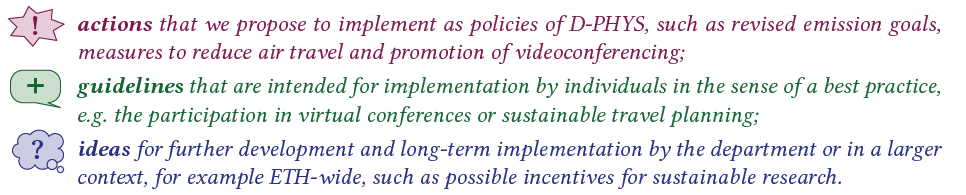 ! actions that we propose to implement as policies of D-PHYS, such as revised emission goals,
measures to reduce air travel and promotion of videoconferencing;
+ guidelines that are intended for implementation by individuals in the sense of a best practice,
e.g. the participation in virtual conferences or sustainable travel planning;
? ideas for further development and long-term implementation by the department or in a larger
context, for example ETH-wide, such as possible incentives for sustainable research.